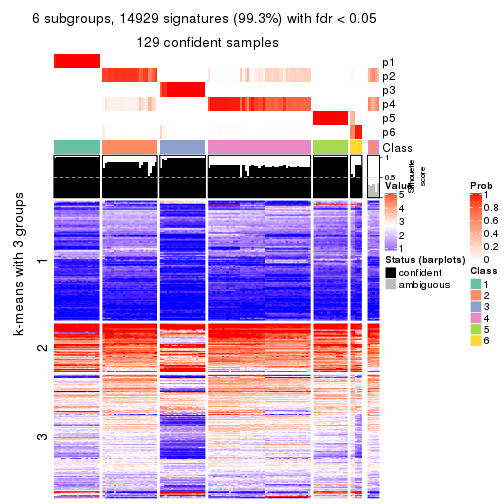 6 subgroups, 14929 signatures (99.3%) with fdr < 0.05
129 confident samples
p1
p2
p3
p4
p5
p6
Class
1
0.5
0
Silhouette
score
k-means with 3 groups
1
2
3
Value
5
4
3
2
1
Status (barplots)
confident
ambiguous
Prob
1
0.8
0.6
0.4
0.2
0
Class
1
2
3
4
5
6